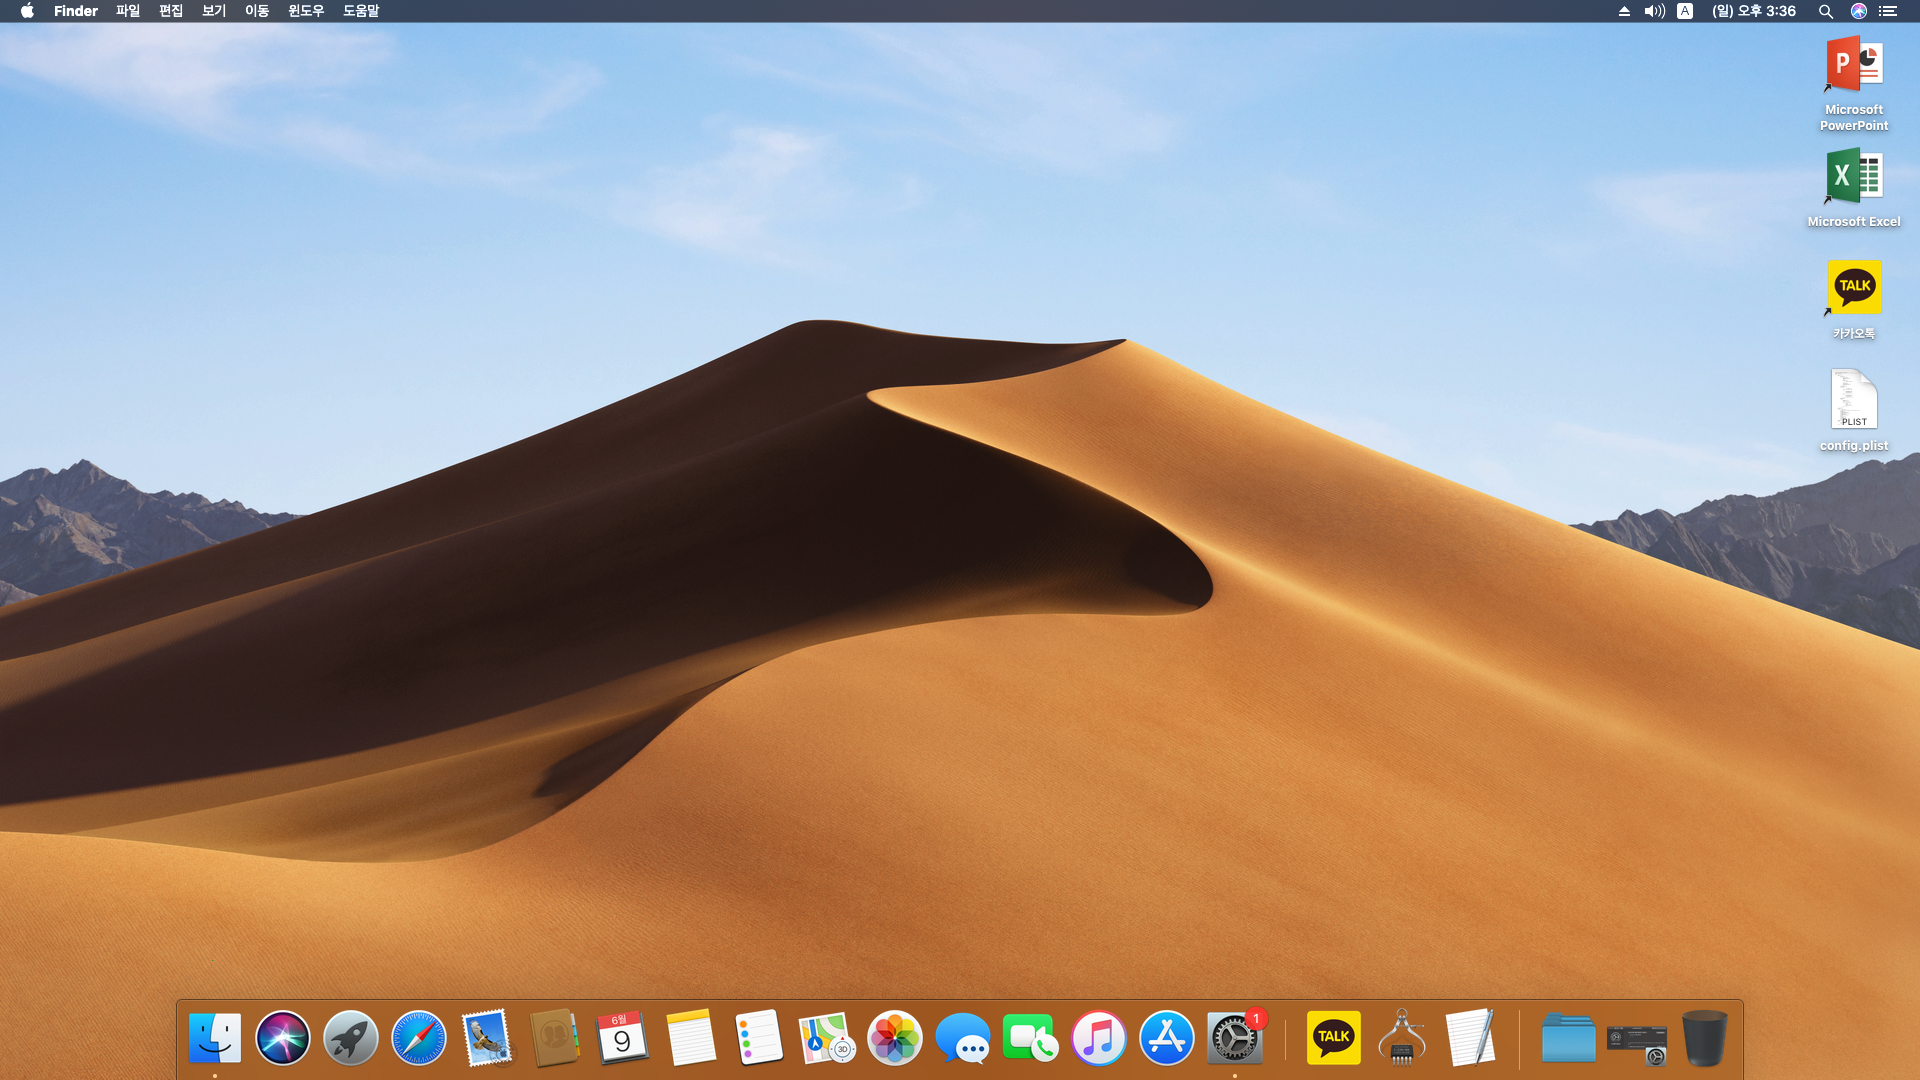 Finder 파일 편집 보기 이동 윈도우 도움말
A (일) 오후 3:36
P
Microsoft
PowerPoint
X
Microsoft Excel
TALK
카카오톡
PLIST
config.plist
6월
9
3D
1
TALK